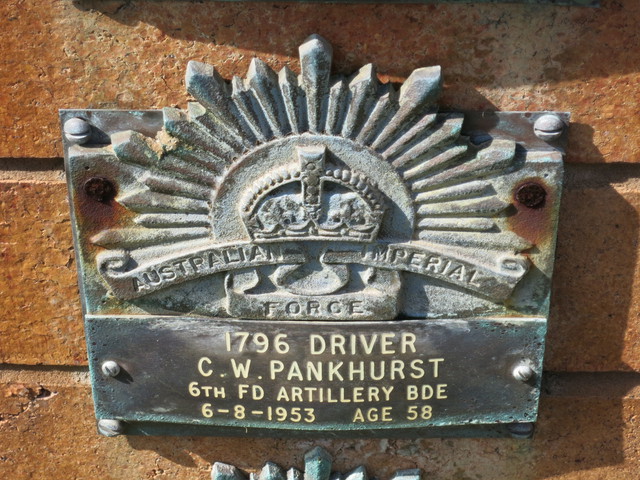 AUSTRALIAN IMPERIAL
FORCE
1796 DRIVER
C.W. PANKHURST
6TH FD ARTILLERY BDE
6-8-1953 AGE 58